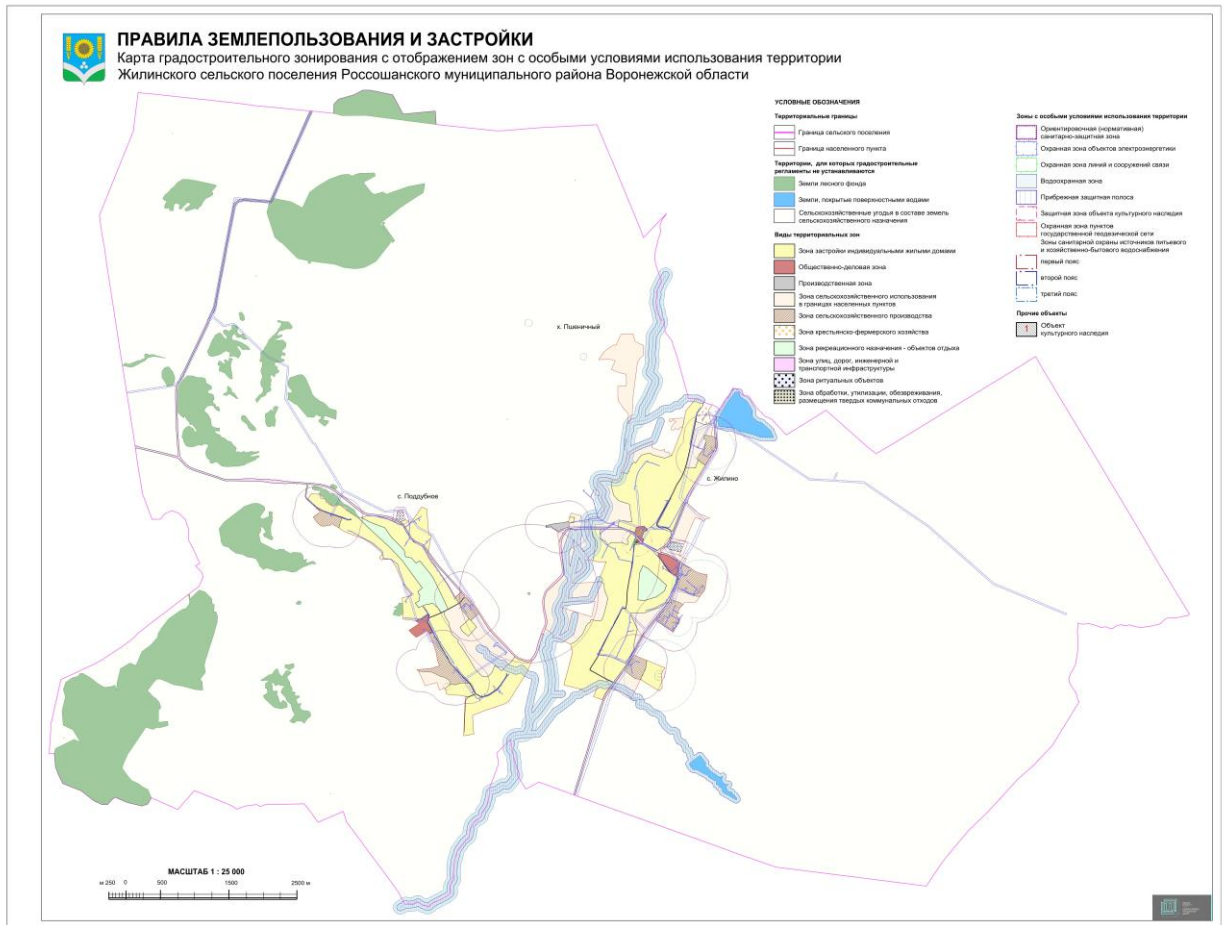 ПРАВИЛА ЗЕМЛЕПОЛЬЗОВАНИЯ И ЗАСТРОЙКИ
Карта градостроительного зонирования с отображением зон с особыми условиями использования территории
Жилинского сельского поселения Россошанского муниципального района Воронежской области
УСЛОВНЫЕ ОБОЗНАЧЕНИЯ
Территориальные границы
Граница сельского поселения
Граница населенного пункта
Территории, для которых градостроительные
регламенты не устанавливаются
Земли лесного фонда
Земли, покрытые поверхностными водами
Сельскохозяйственные угодья в составе земель
сельскохозяйственного назначения
Виды территориальных зон
Зона застройки индивидуальными жилыми домами
Общественно-деловая зона
Производственная зона
Зона сельскохозяйственного использования
в границах населенных пунктов
Зона сельскохозяйственного производства
Зона крестьянско-фермерского хозяйства
Зона рекреационного назначения - объектов отдыха
Зона улиц, дорог, инженерной и
транспортной инфраструктуры
Зона ритуальных объектов
Зона обработки, утилизации, обезвреживания,
размещения твердых коммунальных отходов
Зоны с особыми условиями использования территории
Ориентировочная (нормативная)
санитарно-защитная зона
Охранная зона объектов электроэнергетики
Охранная зона линий и сооружений связи
Водоохранная зона
Прибрежная защитная полоса
Защитная зона объекта культурного наследия
Охранная зона пунктов
государственной геодезической сети
Зоны санитарной охраны источников питьевого
и хозяйственно-бытового водоснабжения
первый пояс
второй пояс
третий пояс
Прочие объекты
1 Объект
культурного наследия
х. Пшеничный
с. Жилино
с. Поддубное
МАСШТАБ 1 : 25 000
м 250 0 500 1500 2500 м